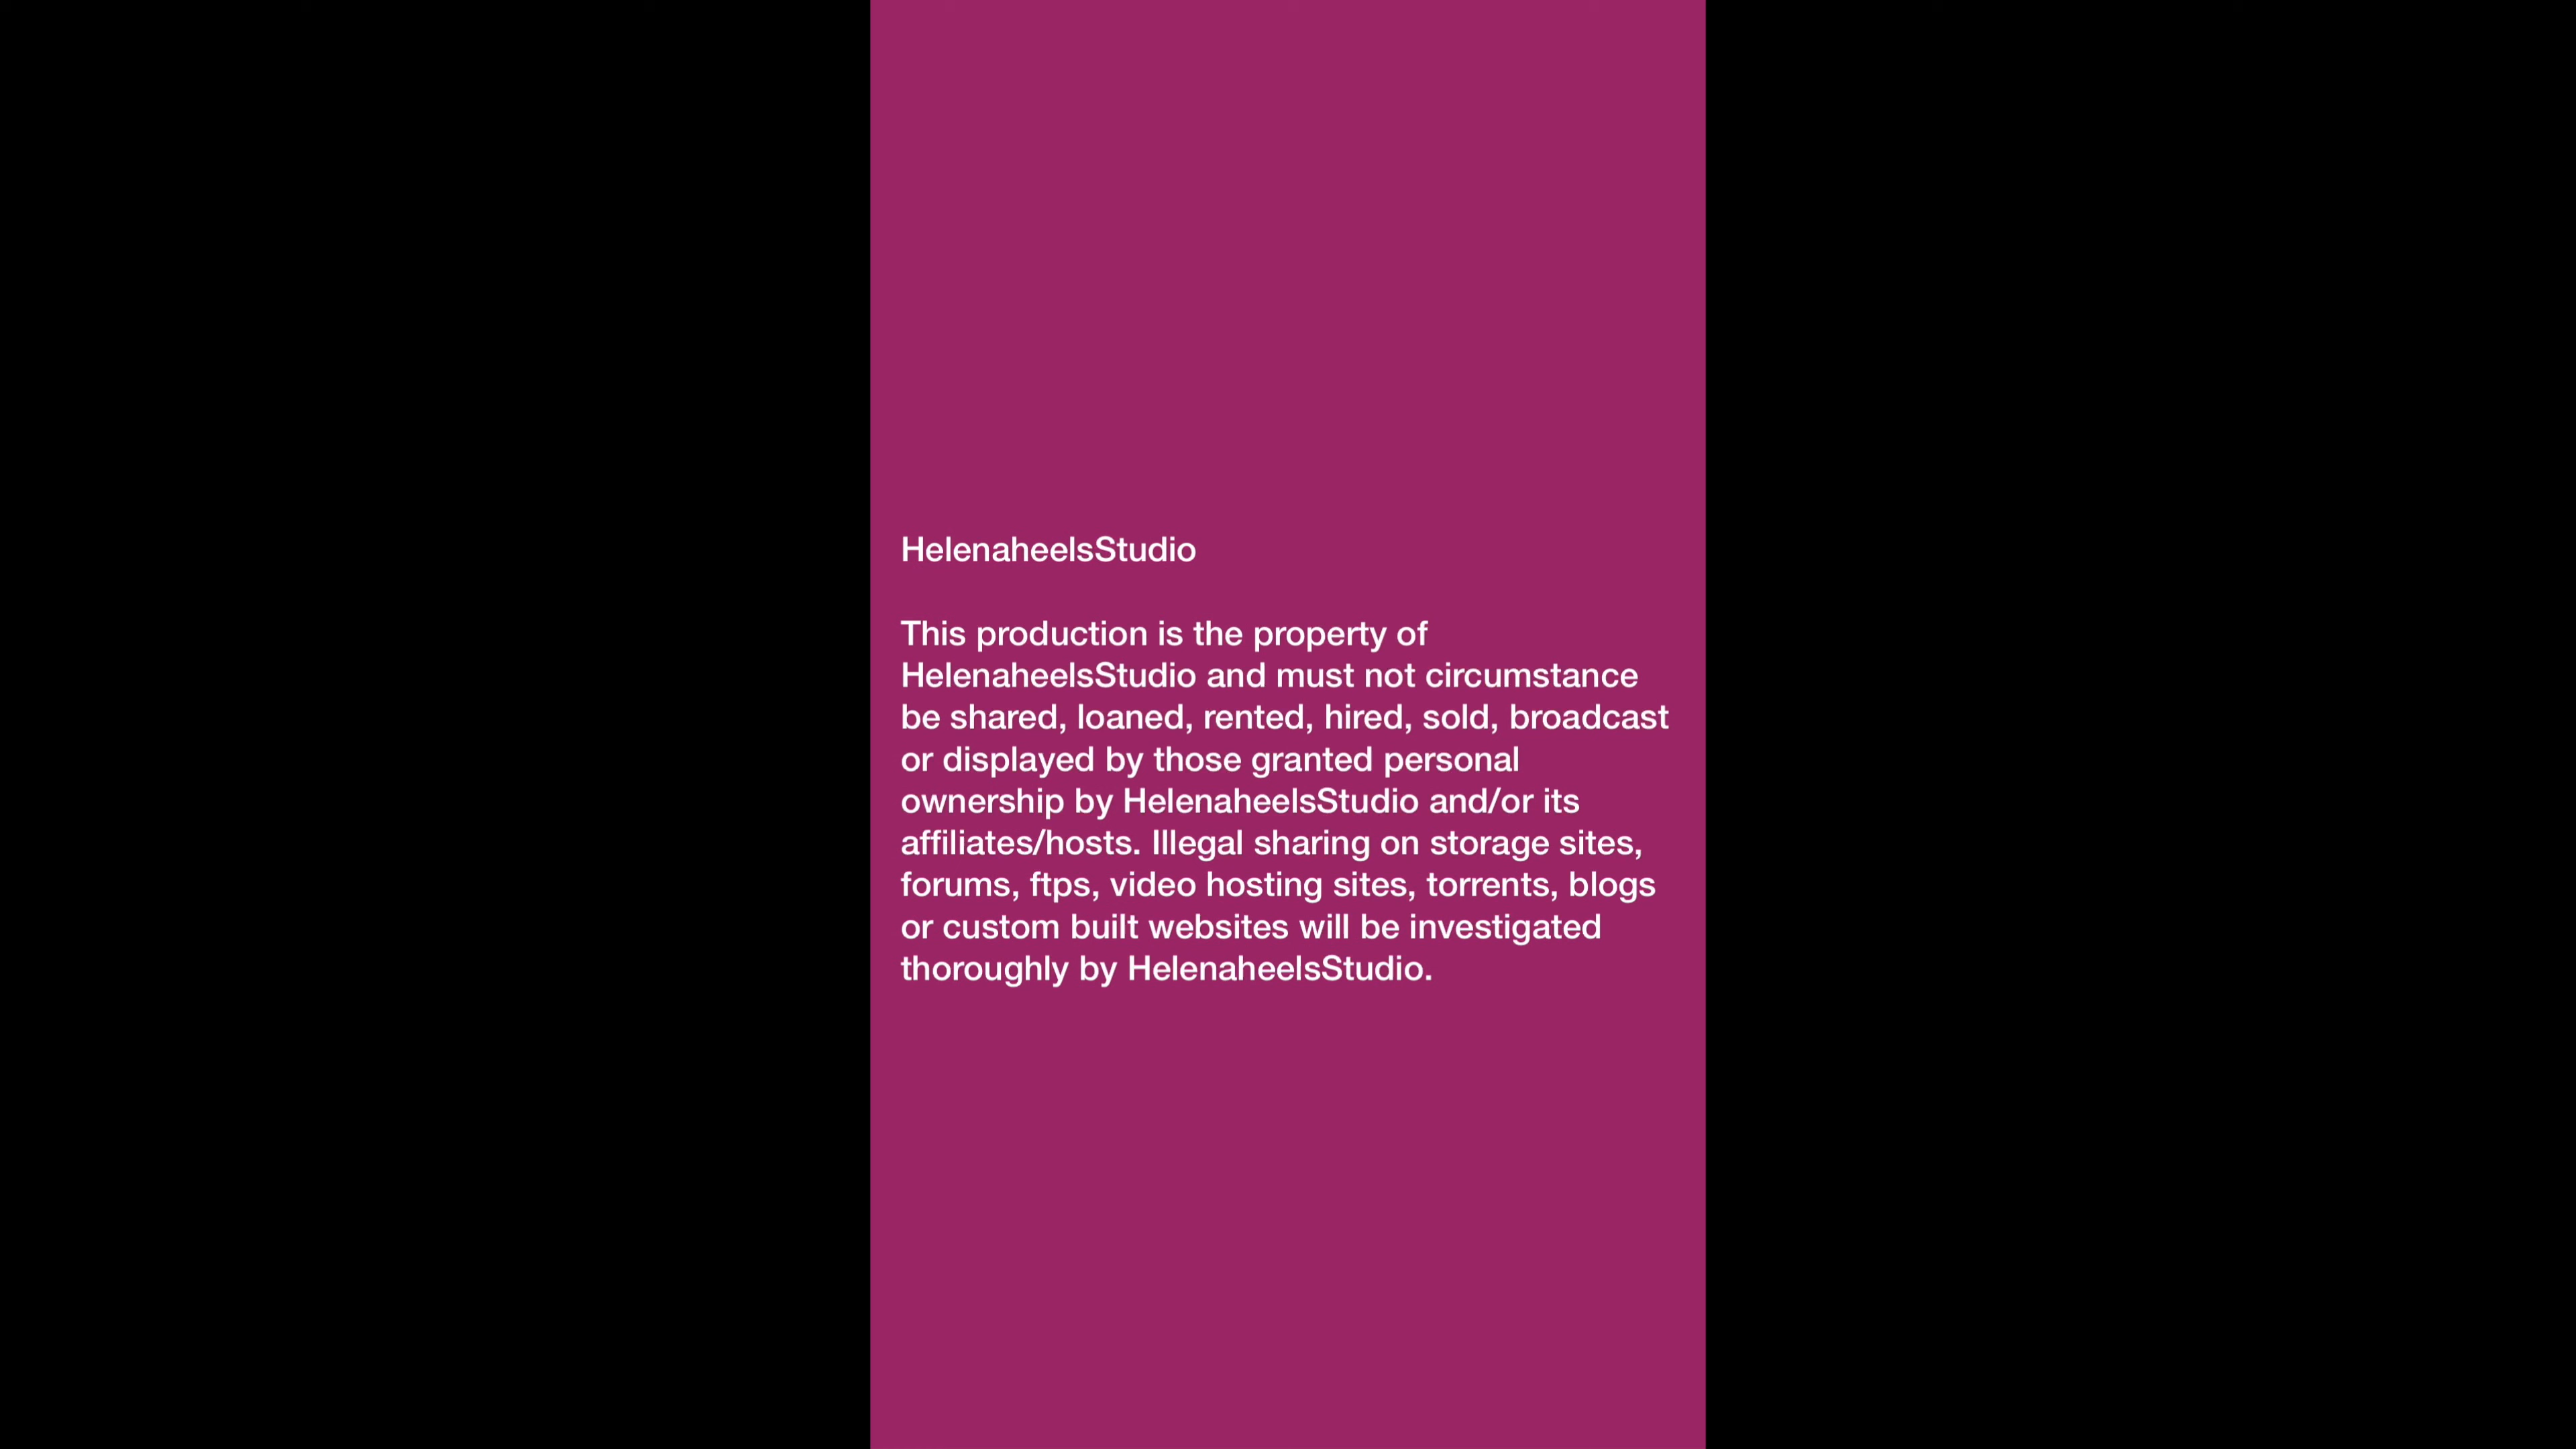 HelenaheelsStudio
This production is the property of
HelenaheelsStudio and must not circumstance
be shared, loaned, rented, hired, sold, broadcast
or displayed by those granted personal
ownership by HelenaheelsStudio and/or its
affiliates/hosts. Illegal sharing on storage sites,
forums, ftps, video hosting sites, torrents, blogs
or custom built websites will be investigated
thoroughly by HelenaheelsStudio.